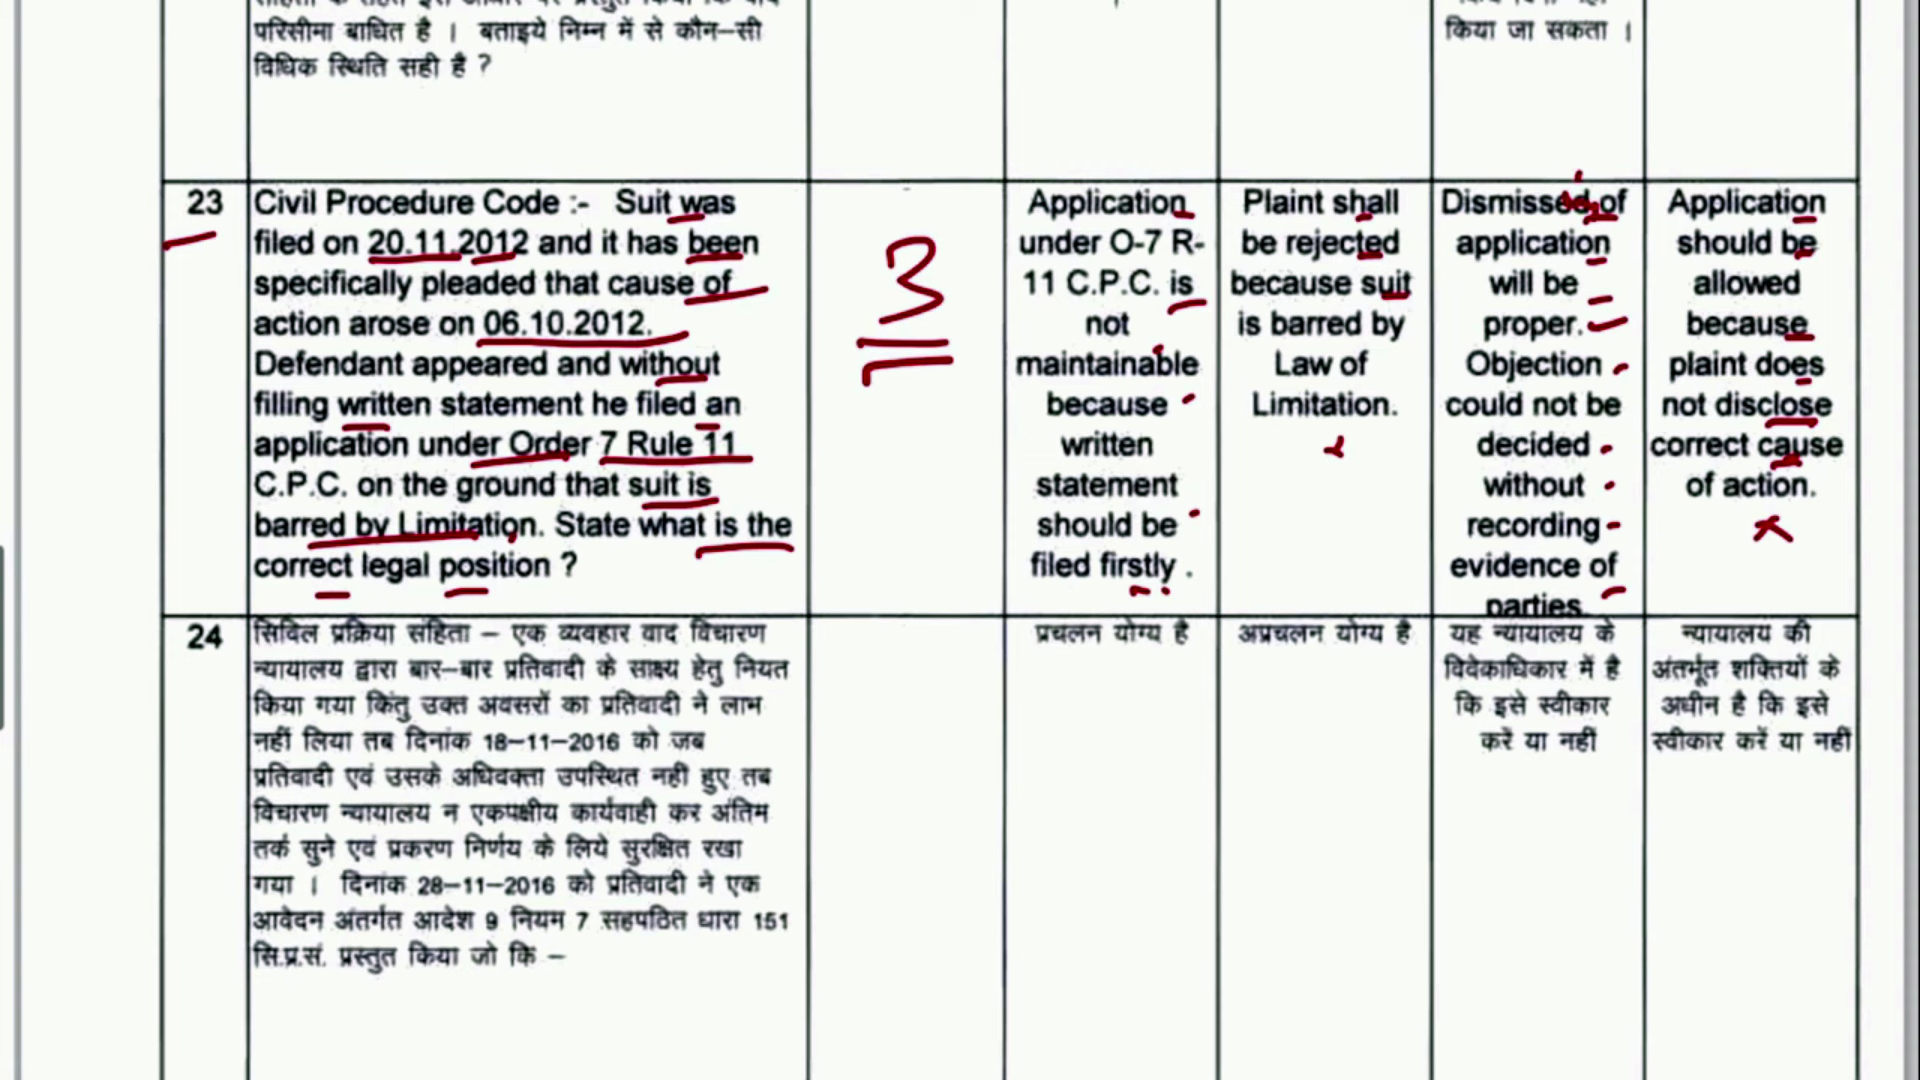 परिसीमा बाधित है । बताइये निम्न में से कौन–सी
विधिक स्थिति सही है ?
किया जा सकता ।
23
Civil Procedure Code :- Suit was
filed on 20.11.2012 and it has been
specifically pleaded that cause of
action arose on 06.10.2012.
Defendant appeared and without
filling written statement he filed an
application under Order 7 Rule 11
C.P.C. on the ground that suit is
barred by Limitation. State what is the
correct legal position ?
3
Application
under O-7 R-
11 C.P.C. is
not
maintainable
because
written
statement
should be
filed firstly .
Plaint shall
be rejected
because suit
is barred by
Law of
Limitation.
Dismissed of
application
will be
proper.
Objection
could not be
decided
without
recording
evidence of
parties.
Application
should be
allowed
because
plaint does
not disclose
correct cause
of action.
24
सिविल प्रक्रिया संहिता – एक व्यवहार वाद विचारण
न्यायालय द्वारा बार–बार प्रतिवादी के साक्ष्य हेतु नियत
किया गया किंतु उक्त अवसरों का प्रतिवादी ने लाभ
नहीं लिया तब दिनांक 18–11–2016 को जब
प्रतिवादी एवं उसके अधिवक्ता उपस्थित नही हुए तब
विचारण न्यायालय न एकपक्षीय कार्यवाही कर अंतिम
तर्क सुने एवं प्रकरण निर्णय के लिये सुरक्षित रखा
गया । दिनांक 28–11–2016 को प्रतिवादी ने एक
आवेदन अंतर्गत आदेश 9 नियम 7 सहपठित धारा 151
सि.प्र.सं. प्रस्तुत किया जो कि –
प्रचलन योग्य है
अप्रचलन योग्य है
यह न्यायालय के
विवेकाधिकार में है
कि इसे स्वीकार
करें या नहीं
न्यायालय की
अंतर्भूत शक्तियों के
अधीन है कि इसे
स्वीकार करें या नहीं